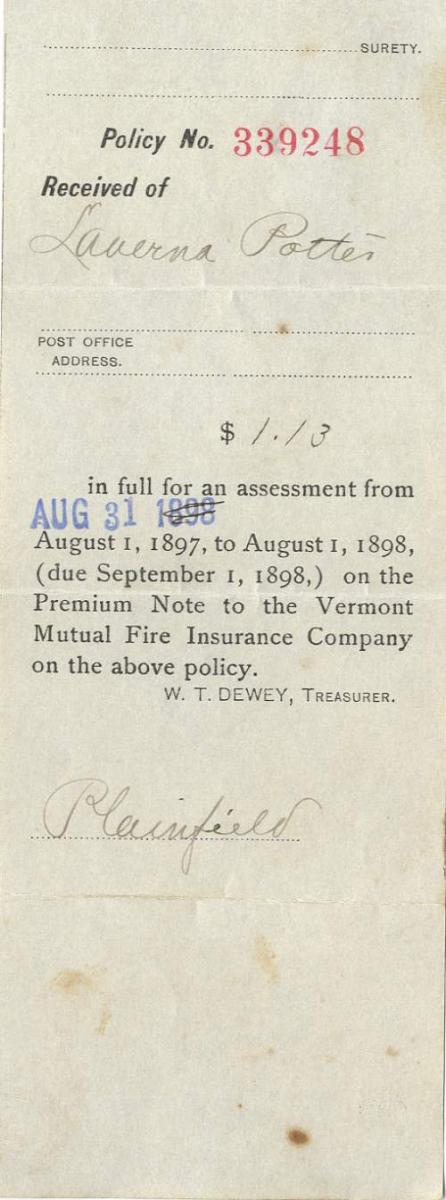 SURETY.
Policy No. 339248
Received of
Laverna Potter
POST OFFICE
ADDRESS.
$ 1.13
in full for an assessment from
AUG 31 1898
August 1, 1897, to August 1, 1898,
(due September 1, 1898,) on the
Premium Note to the Vermont
Mutual Fire Insurance Company
on the above policy.
W. T. DEWEY, TREASURER.
Plainfield